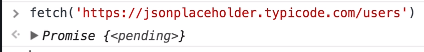 fetch('https://jsonplaceholder.typicode.com/users')
Promise {<pending>}